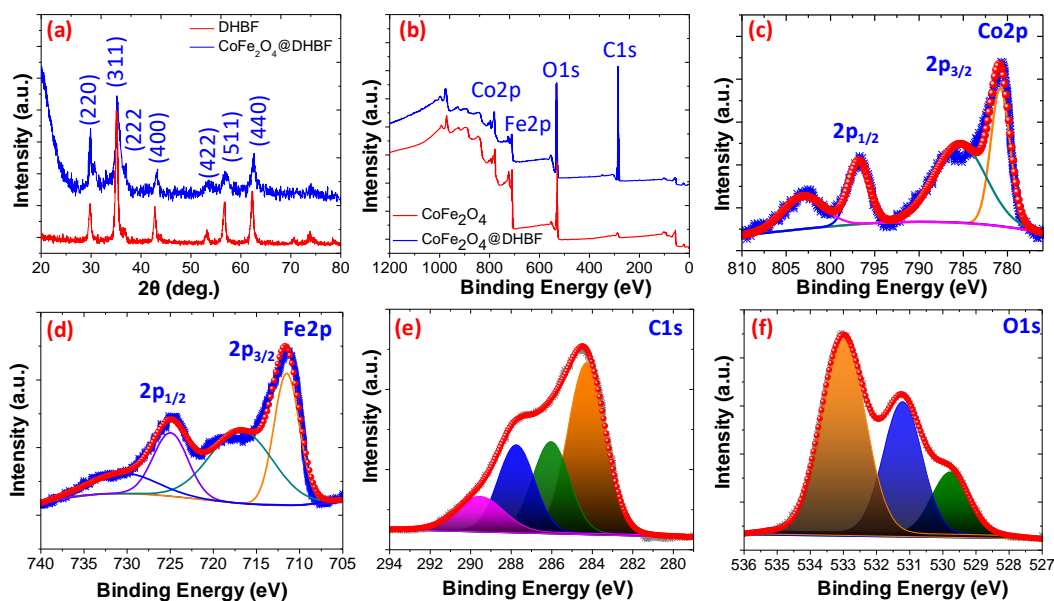 (a)
DHBF
CoFe₂O₄@DHBF
(220)
(311)
(222
(400)
(422)
(511)
(440)
Intensity (a.u.)
20 30 40 50 60 70 80
2θ (deg.)
(b)
C1s
O1s
Co2p
Fe2p
CoFe₂O₄
CoFe₂O₄@DHBF
Intensity (a.u.)
1200 1000 800 600 400 200 0
Binding Energy (eV)
(c)
Co2p
2p3/2
2p1/2
Intensity (a.u.)
810 805 800 795 790 785 780
Binding Energy (eV)
(d)
Fe2p
2p3/2
2p1/2
Intensity (a.u.)
740 735 730 725 720 715 710 705
Binding Energy (eV)
(e)
C1s
Intensity (a.u.)
294 292 290 288 286 284 282 280
Binding Energy (eV)
(f)
O1s
Intensity (a.u.)
536 535 534 533 532 531 530 529 528 527
Binding Energy (eV)